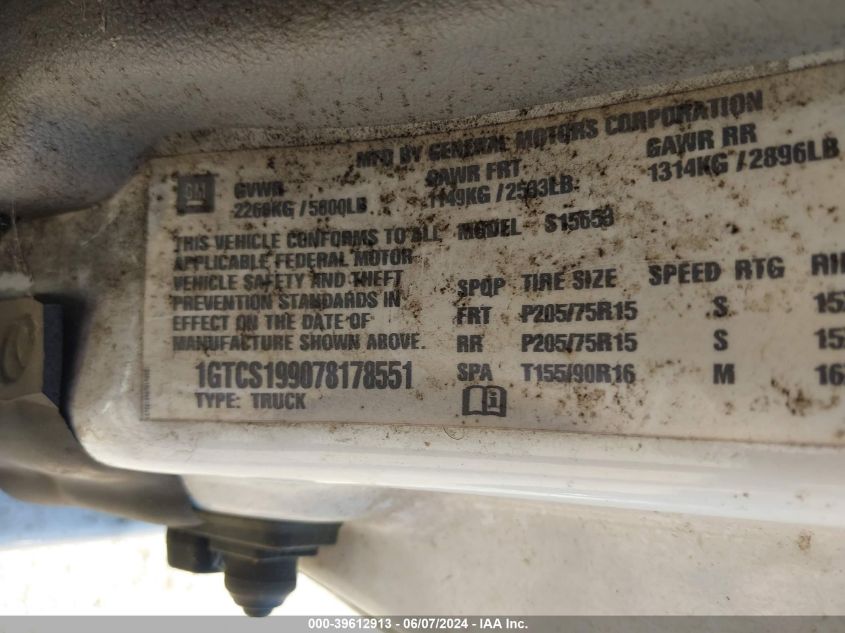 MFD BY GENERAL MOTORS CORPORATION
GM
GVWR GAWR FRT GAWR RR
2268KG /5000LB 1149KG /2533LB 1314KG /2896LB
THIS VEHICLE CONFORMS TO ALL MODEL S15653
APPLICABLE FEDERAL MOTOR
VEHICLE SAFETY AND THEFT SPQP TIRE SIZE SPEED RTG
PREVENTION STANDARDS IN FRT P205/75R15 S
EFFECT ON THE DATE OF
MANUFACTURE SHOWN ABOVE. RR P205/75R15 S
1GTCS199078178551 SPA T155/90R16 M
TYPE: TRUCK
000-39612913 - 06/07/2024 - IAA Inc.